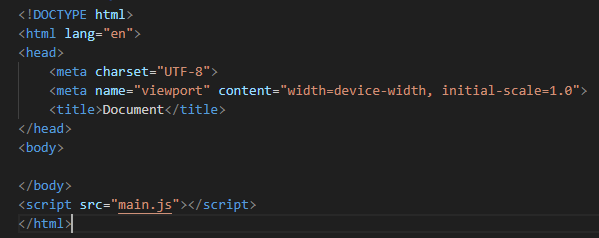 <!DOCTYPE html>
<html lang="en">
<head>
    <meta charset="UTF-8">
    <meta name="viewport" content="width=device-width, initial-scale=1.0">
    <title>Document</title>
</head>
<body>

</body>
<script src="main.js"></script>
</html>